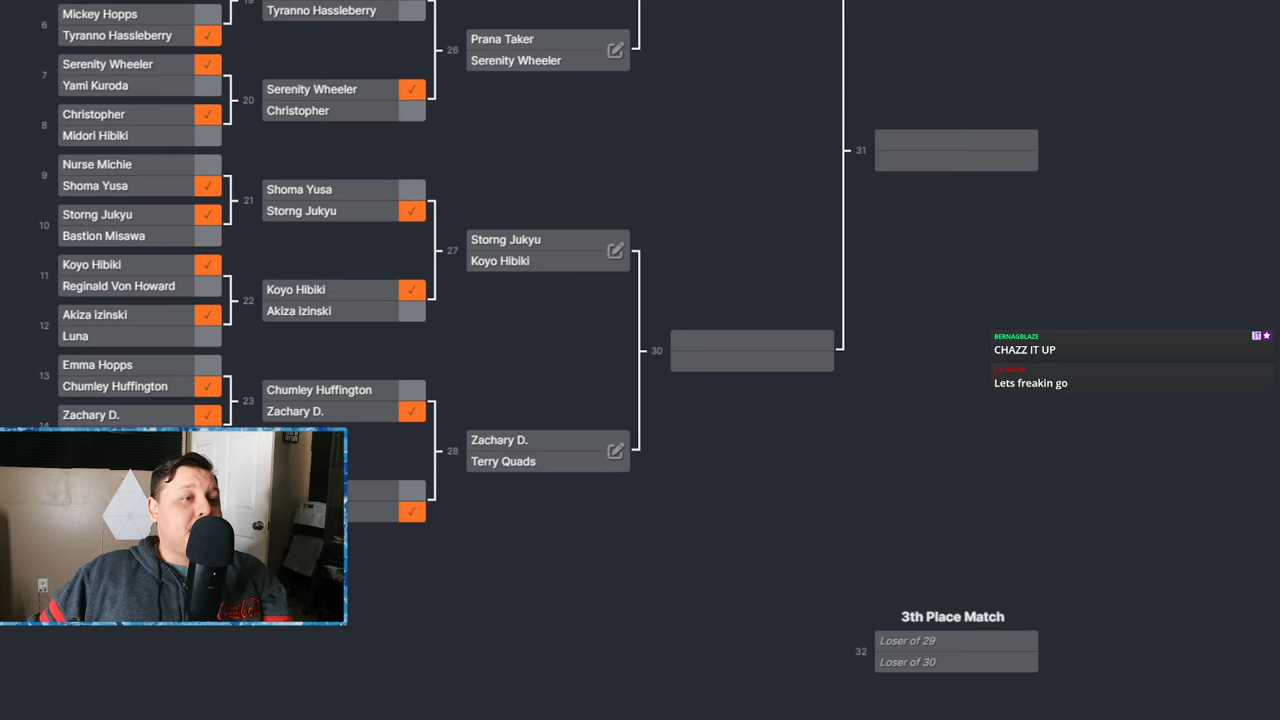 19
Mickey Hopps
Tyranno Hassleberry
6
Tyranno Hassleberry
Serenity Wheeler
Yami Kuroda
7
Christopher
Midori Hibiki
8
20
Serenity Wheeler
Christopher
26
Prana Taker
Serenity Wheeler
Nurse Michie
Shoma Yusa
9
Storng Jukyu
Bastion Misawa
10
21
Shoma Yusa
Storng Jukyu
Koyo Hibiki
Reginald Von Howard
11
Akiza izinski
Luna
12
22
Koyo Hibiki
Akiza izinski
27
Storng Jukyu
Koyo Hibiki
Emma Hopps
Chumley Huffington
13
Zachary D.
14
23
Chumley Huffington
Zachary D.
28
Zachary D.
Terry Quads
30
31
3th Place Match
32
Loser of 29
Loser of 30
BERNAGBLAZE
CHAZZ IT UP
Lets freakin go